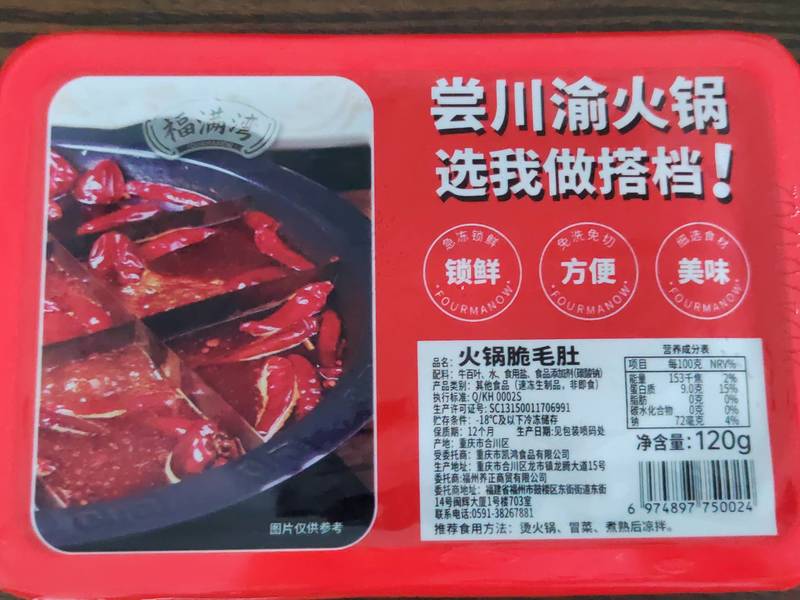 福满湾
FOURMANOW
尝川渝火锅
选我做搭档！
急冻锁鲜
锁鲜
·FOURMANOW·
免洗免切
方便
·FOURMANOW·
甄选食材
美味
·FOURMANOW·
品名：火锅脆毛肚
配料：牛百叶、水、食用盐、食品添加剂(碳酸钠)
产品类别：其他食品（速冻生制品，非即食）
执行标准：Q/KH 0002S
生产许可证号：SC13150011706991
贮存条件：-18℃及以下冷冻储存
保质期：12个月 生产日期:见包装喷码处
产地：重庆市合川区
受委托商：重庆市凯鸿食品有限公司
生产地址：重庆市合川区龙市镇龙腾大道15号
委托商:福州养正商贸有限公司
委托商地址:福建省福州市鼓楼区东街街道东街
14号闽辉大厦1号楼703室
联系电话:0591-38267881
推荐食用方法：烫火锅、冒菜、煮熟后凉拌。
营养成分表
项目 每100克 NRV%
能量 153千焦 2%
蛋白质 9.0克 15%
脂肪 0克 0%
碳水化合物 0克 0%
钠 72毫克 4%
净含量：120g
6 974897 750024
图片仅供参考